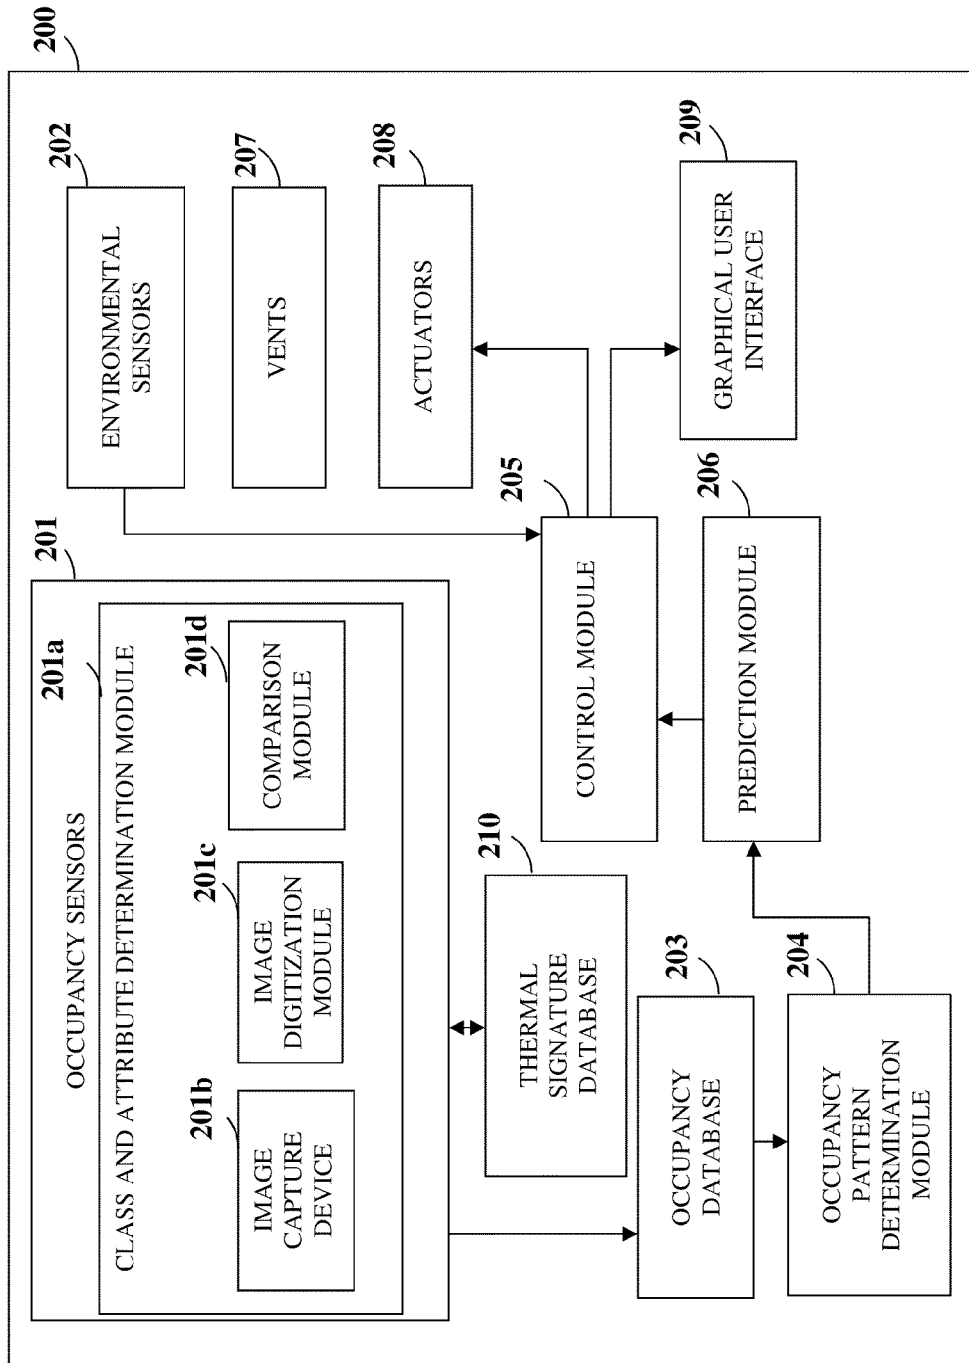 200
201
OCCUPANCY SENSORS
201a
CLASS AND ATTRIBUTE DETERMINATION MODULE
201b
IMAGE
CAPTURE
DEVICE
201c
IMAGE
DIGITIZATION
MODULE
201d
COMPARISON
MODULE
202
ENVIRONMENTAL
SENSORS
207
VENTS
208
ACTUATORS
210
THERMAL
SIGNATURE
DATABASE
205
CONTROL MODULE
209
GRAPHICAL USER
INTERFACE
203
OCCUPANCY
DATABASE
206
PREDICTION MODULE
204
OCCUPANCY
PATTERN
DETERMINATION
MODULE